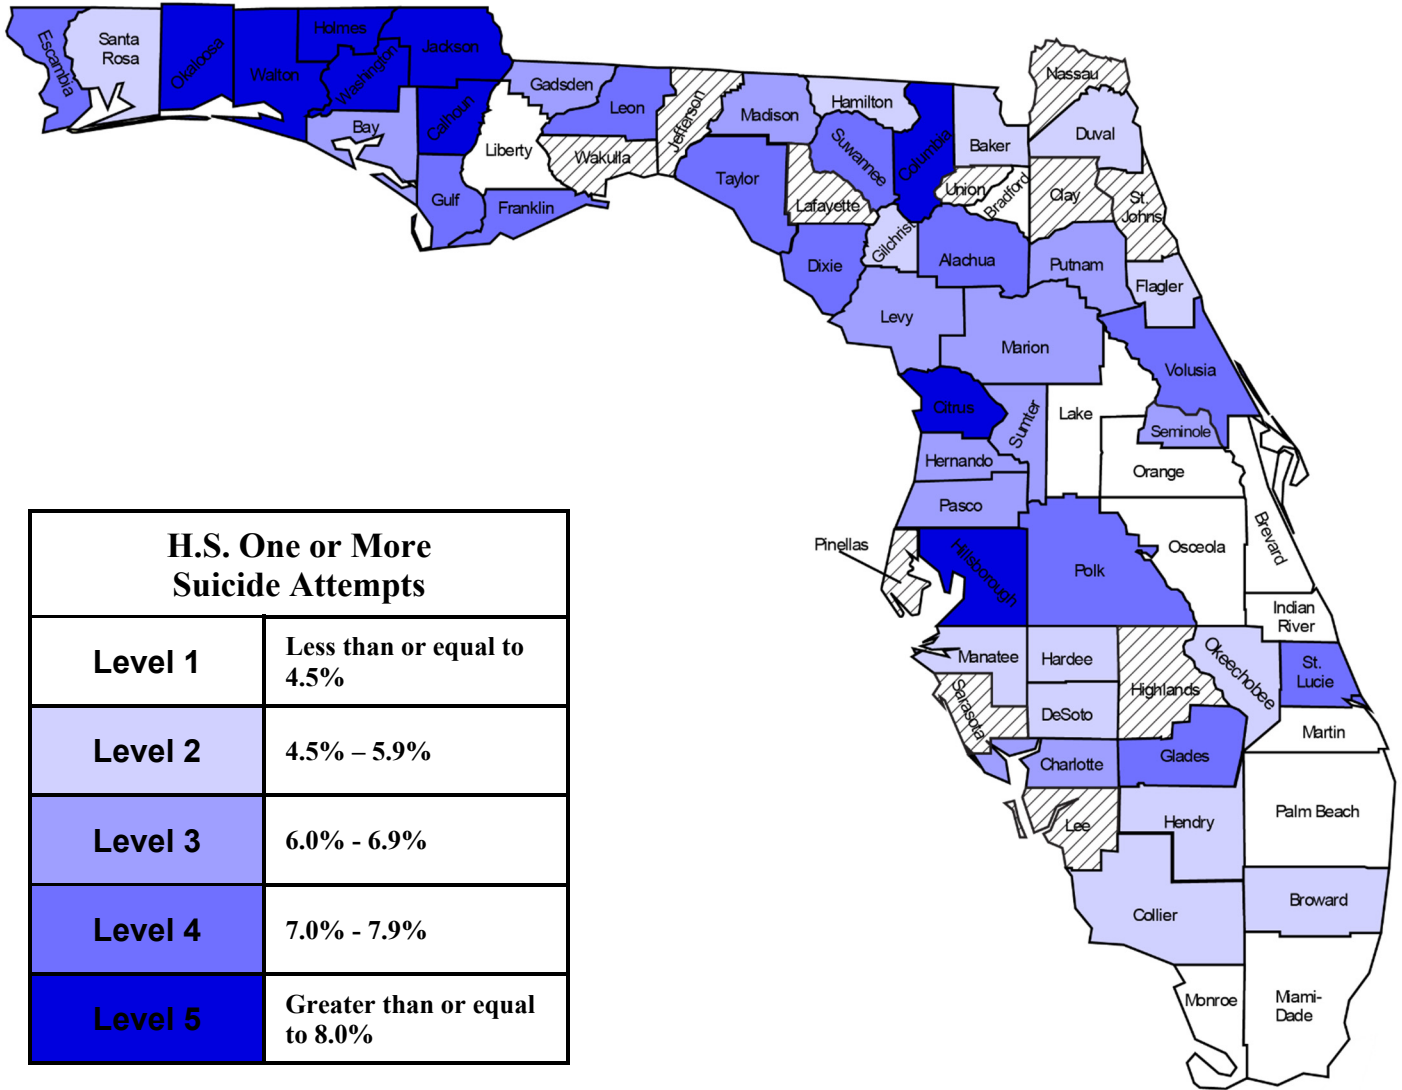 Escambia
Santa
Rosa
Okaloosa
Walton
Holmes
Washington
Jackson
Bay
Calhoun
Gulf
Liberty
Franklin
Gadsden
Leon
Wakulla
Jefferson
Madison
Taylor
Hamilton
Suwannee
Lafayette
Dixie
Columbia
Gilchrist
Baker
Union
Bradford
Alachua
Nassau
Duval
Clay
St.
Johns
Putnam
Flagler
Levy
Marion
Volusia
Citrus
Sumter
Lake
Seminole
Hernando
Orange
Pasco
Brevard
Pinellas
Hillsborough
Polk
Osceola
Indian
River
Manatee
Hardee
Highlands
Okeechobee
St.
Lucie
Sarasota
DeSoto
Martin
Charlotte
Glades
Lee
Hendry
Palm Beach
Collier
Broward
Monroe
Miami-
Dade
H.S. One or More
Suicide Attempts
Level 1
Less than or equal to
4.5%
Level 2
4.5% – 5.9%
Level 3
6.0% - 6.9%
Level 4
7.0% - 7.9%
Level 5
Greater than or equal
to 8.0%